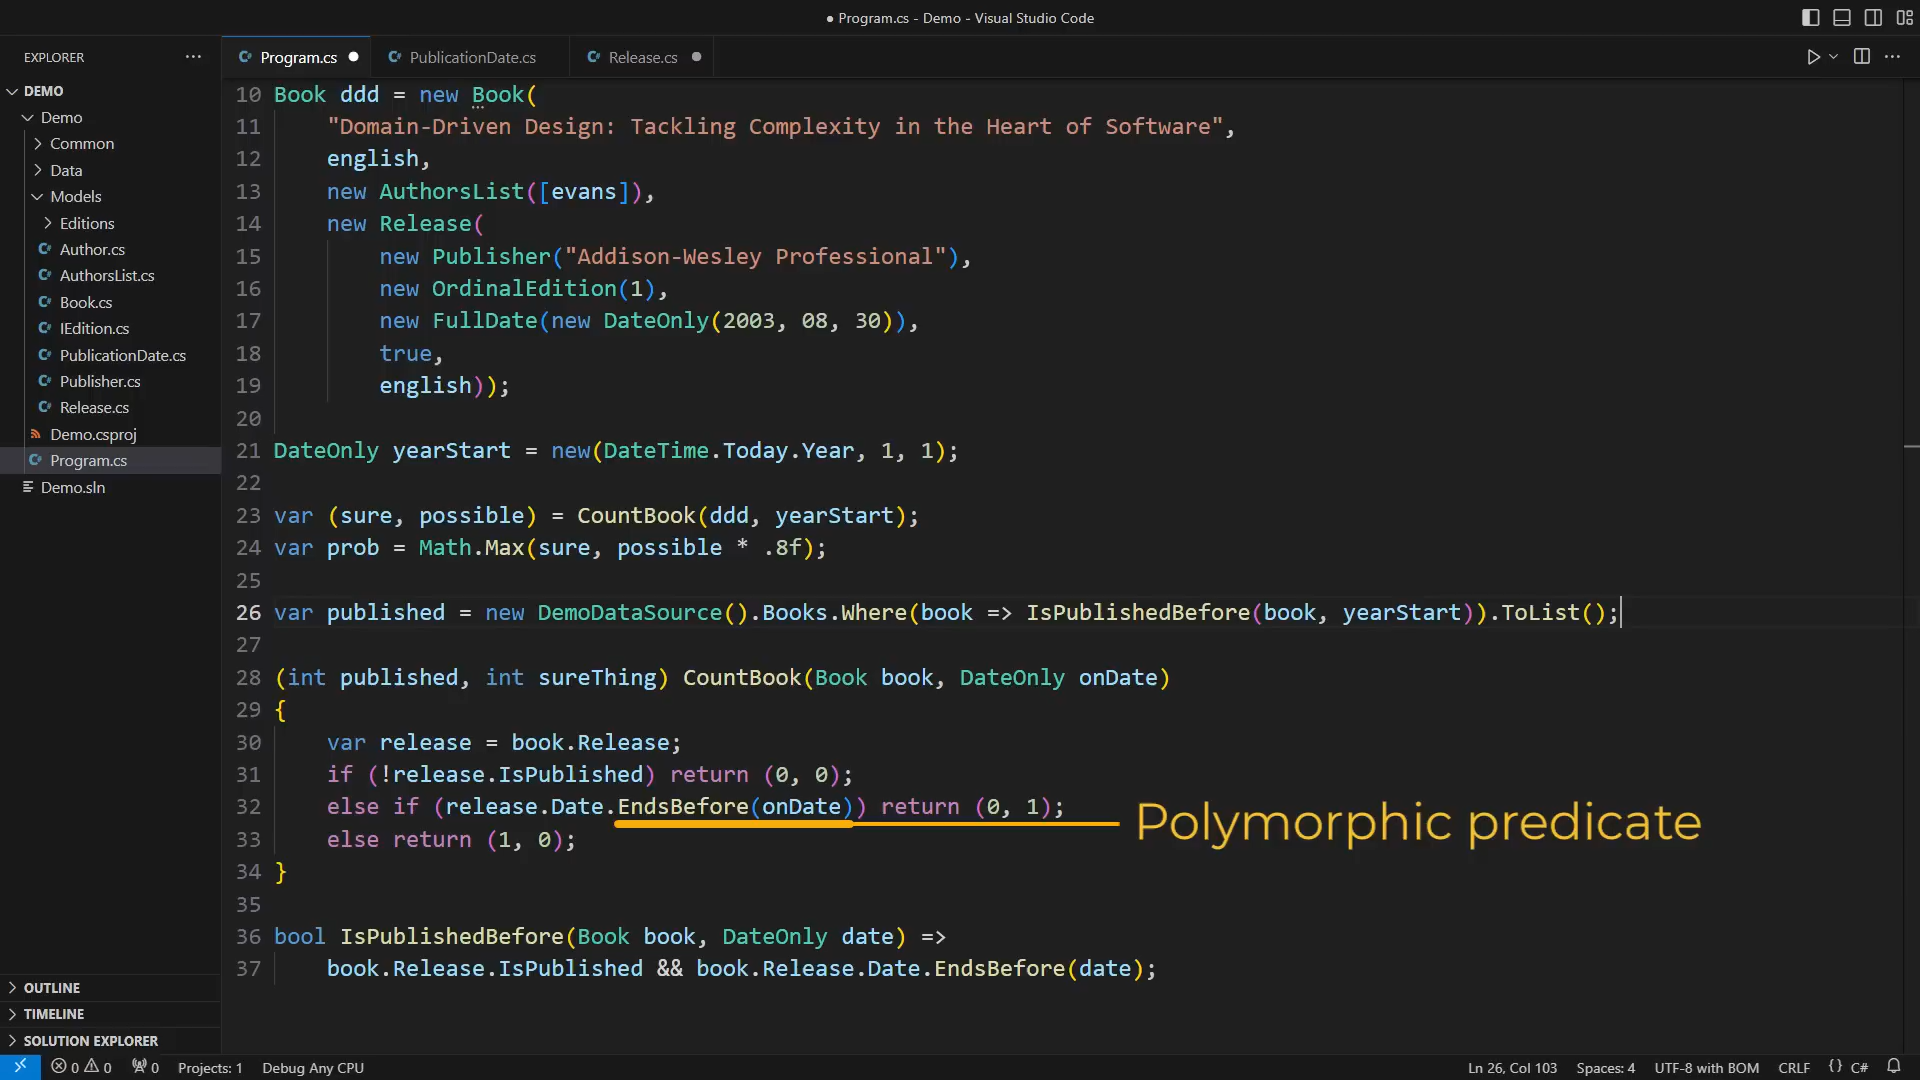 ● Program.cs - Demo - Visual Studio Code
EXPLORER
Program.cs
PublicationDate.cs
Release.cs
DEMO
Demo
Common
Data
Models
Editions
Author.cs
AuthorsList.cs
Book.cs
IEdition.cs
PublicationDate.cs
Publisher.cs
Release.cs
Demo.csproj
Program.cs
Demo.sln
OUTLINE
TIMELINE
SOLUTION EXPLORER
10 Book ddd = new Book(
11     "Domain-Driven Design: Tackling Complexity in the Heart of Software",
12     english,
13     new AuthorsList([evans]),
14     new Release(
15         new Publisher("Addison-Wesley Professional"),
16         new OrdinalEdition(1),
17         new FullDate(new DateOnly(2003, 08, 30)),
18         true,
19         english));
20
21 DateOnly yearStart = new(DateTime.Today.Year, 1, 1);
22
23 var (sure, possible) = CountBook(ddd, yearStart);
24 var prob = Math.Max(sure, possible * .8f);
25
26 var published = new DemoDataSource().Books.Where(book => IsPublishedBefore(book, yearStart)).ToList();
27
28 (int published, int sureThing) CountBook(Book book, DateOnly onDate)
29 {
30     var release = book.Release;
31     if (!release.IsPublished) return (0, 0);
32     else if (release.Date.EndsBefore(onDate)) return (0, 1);
Polymorphic predicate
33     else return (1, 0);
34 }
35
36 bool IsPublishedBefore(Book book, DateOnly date) =>
37     book.Release.IsPublished && book.Release.Date.EndsBefore(date);
0 0 0 Projects: 1 Debug Any CPU Ln 26, Col 103 Spaces: 4 UTF-8 with BOM CRLF {} C#